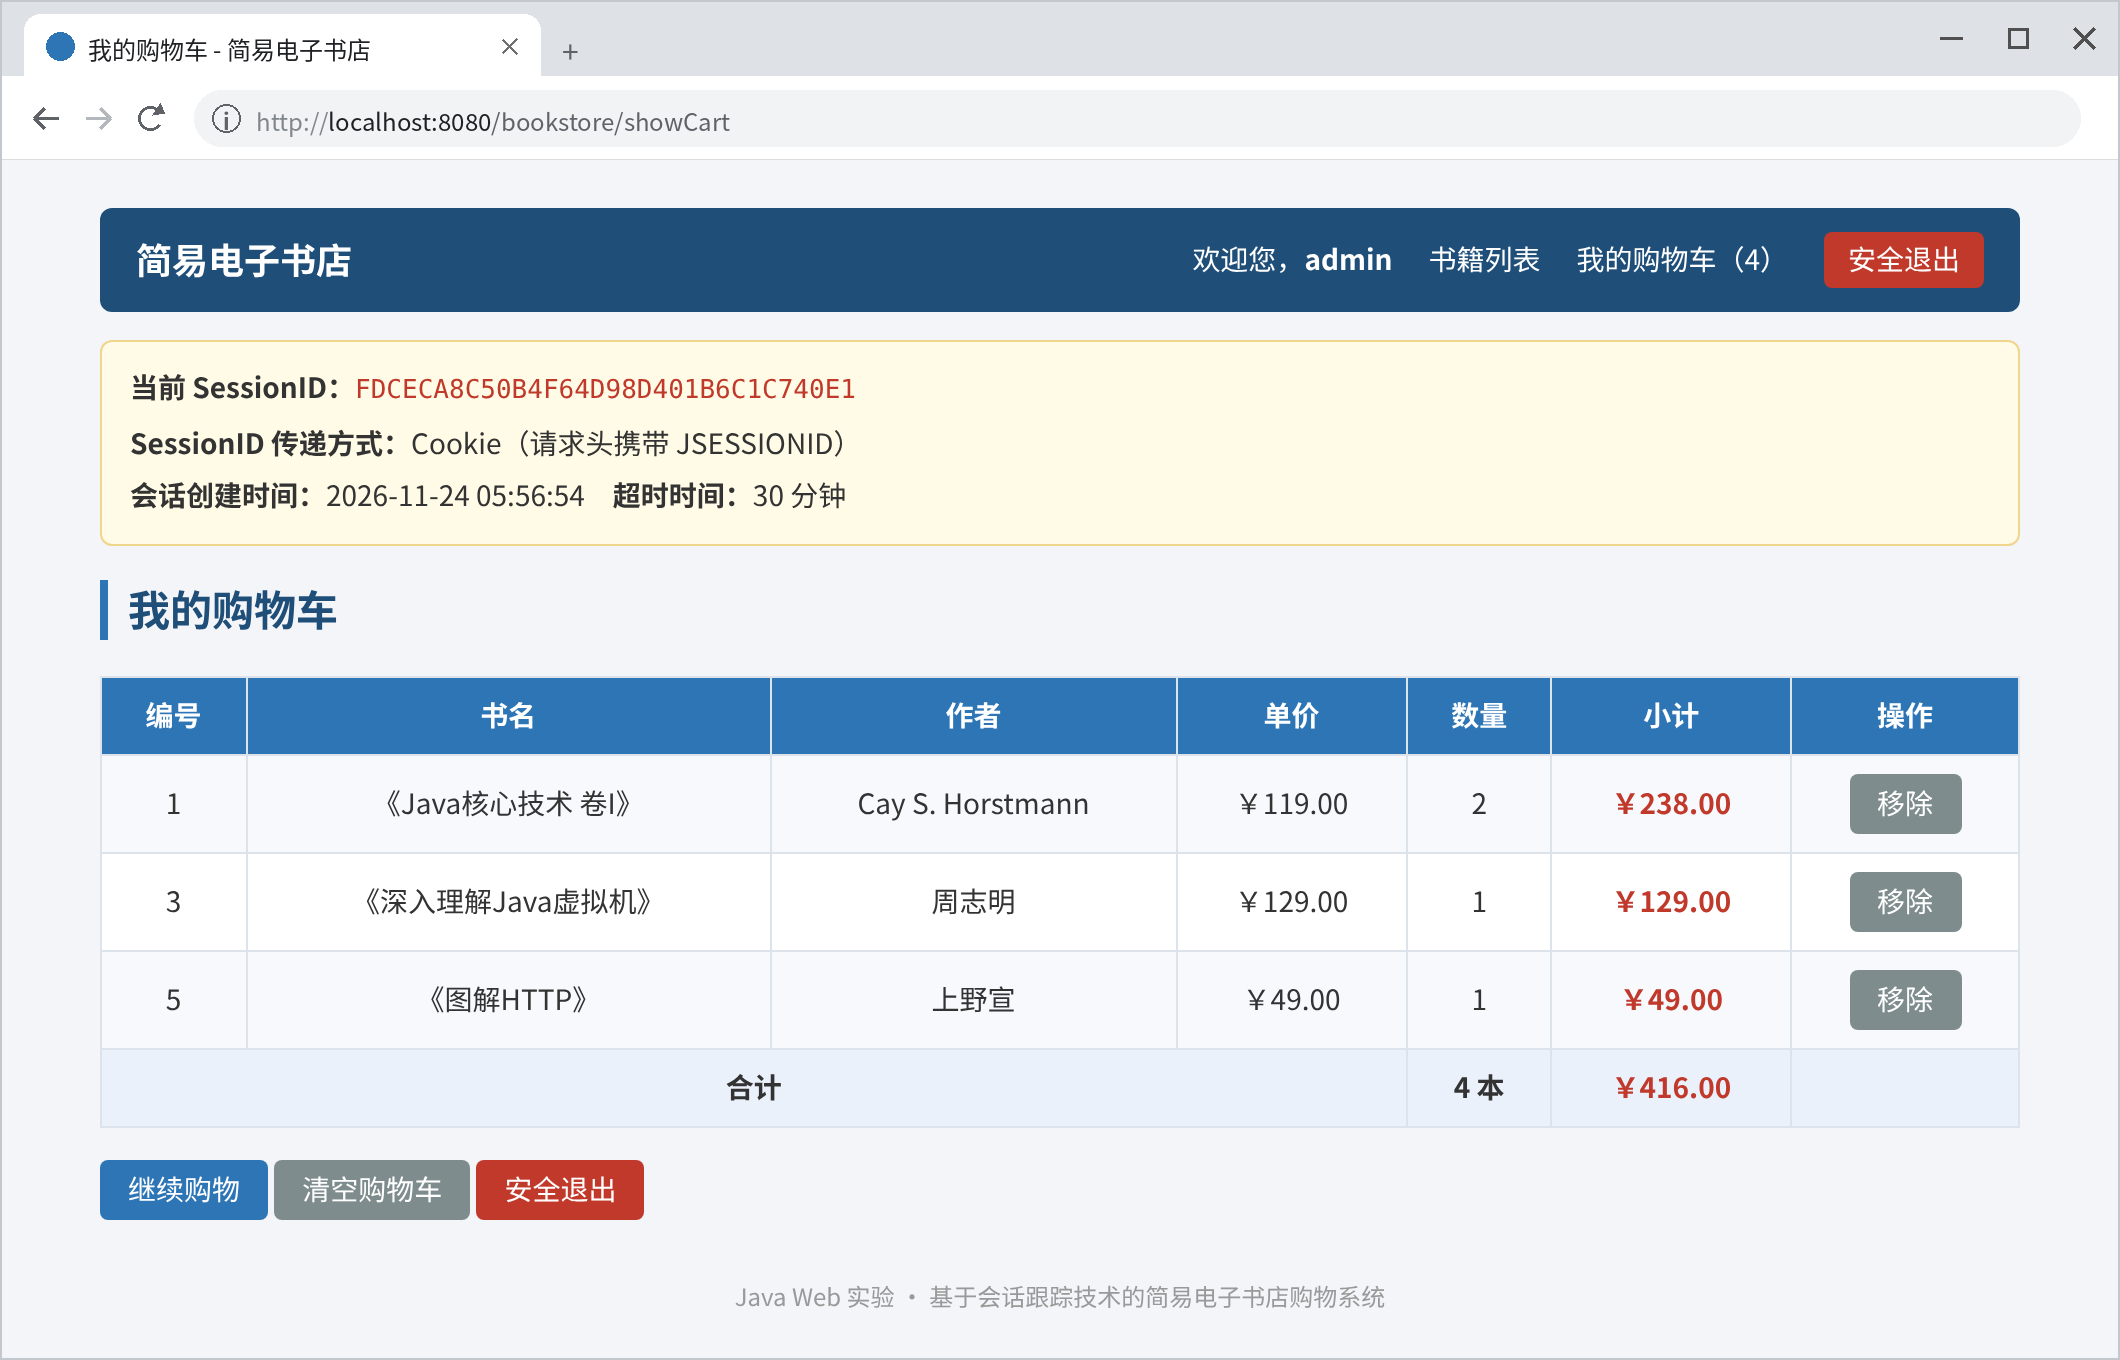 我的购物车 - 简易电子书店
http://localhost:8080/bookstore/showCart
简易电子书店 欢迎您，admin 书籍列表 我的购物车（4） 安全退出
当前 SessionID：FDCECA8C50B4F64D98D401B6C1C740E1
SessionID 传递方式：Cookie（请求头携带 JSESSIONID）
会话创建时间：2026-11-24 05:56:54 超时时间：30 分钟
我的购物车
编号 书名 作者 单价 数量 小计 操作
1 《Java核心技术 卷I》 Cay S. Horstmann ￥119.00 2 ￥238.00 移除
3 《深入理解Java虚拟机》 周志明 ￥129.00 1 ￥129.00 移除
5 《图解HTTP》 上野宣 ￥49.00 1 ￥49.00 移除
合计 4 本 ￥416.00
继续购物 清空购物车 安全退出
Java Web 实验 · 基于会话跟踪技术的简易电子书店购物系统